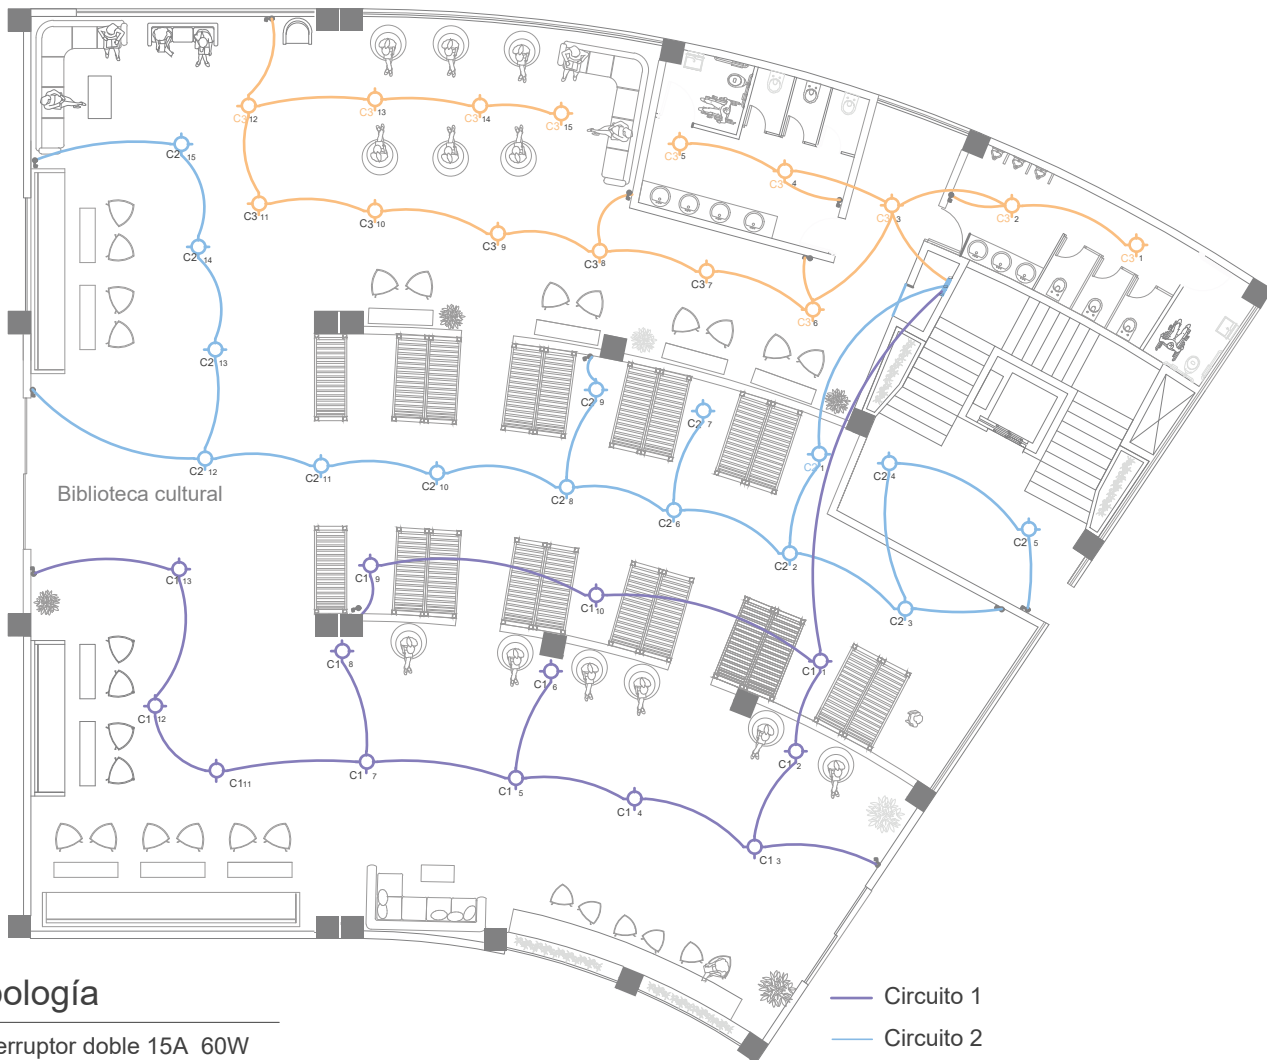 C3 12
C3 13
C3 14
C3 15
C3 5
C3 4
C3 3
C3 2
C3 1
C2 15
C3 11
C3 10
C3 9
C3 8
C3 7
C3 6
C2 14
C2 13
C2 9
C2 7
C2 12
C2 11
C2 10
C2 8
C2 6
C2 1
C2 4
C2 5
C2 2
C2 3
Biblioteca cultural
C1 13
C1 9
C1 10
C1 8
C1 6
C1 1
C1 12
C1 11
C1 7
C1 5
C1 4
C1 2
C1 3
ología
erruptor doble 15A 60W
Circuito 1
Circuito 2